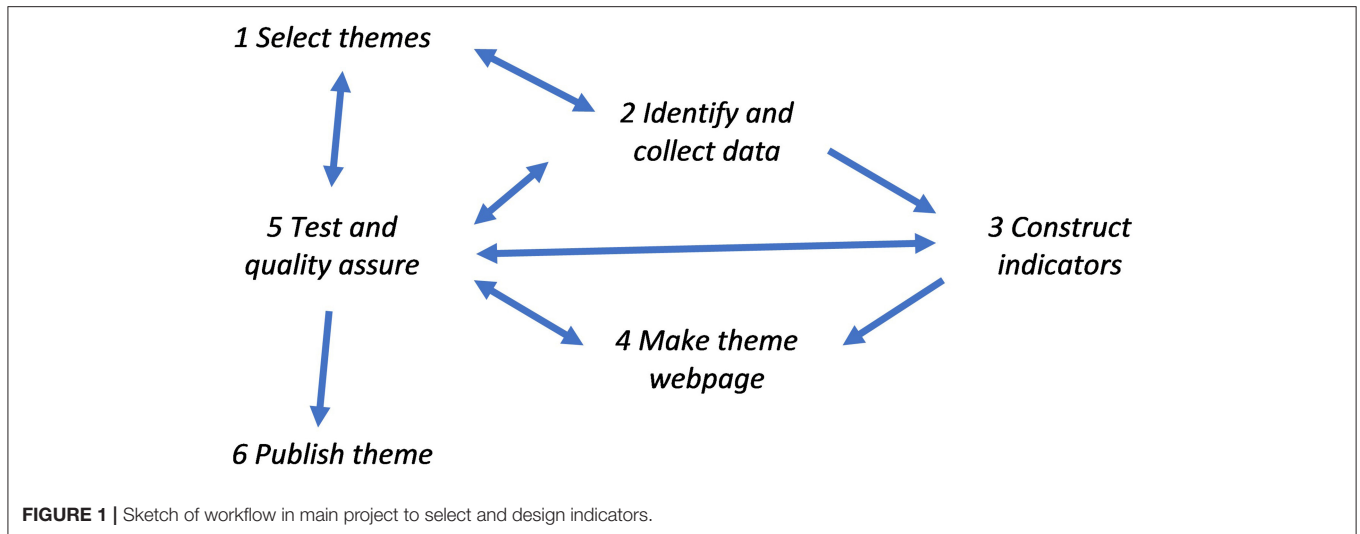 1 Select themes
2 Identify and
collect data
3 Construct
indicators
4 Make theme
webpage
5 Test and
quality assure
6 Publish theme
FIGURE 1 | Sketch of workflow in main project to select and design indicators.